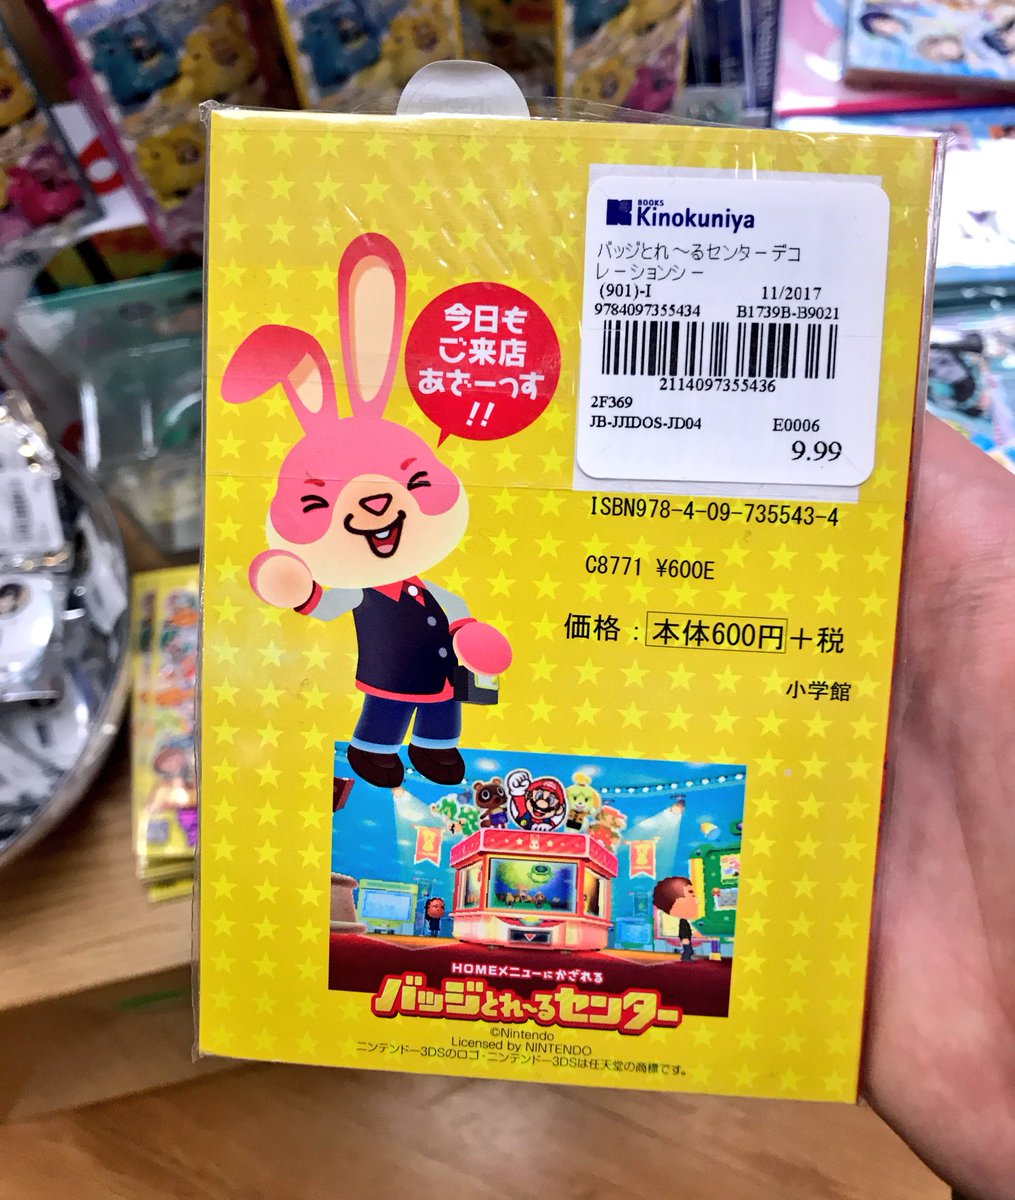 BOOKS
Kinokuniya
バッジとれ～るセンターデコ
レーションシー
(901)-I 11/2017
9784097355434 B1739B-B9021
2114097355436
2F369
JB-JJIDOS-JD04 E0006
9.99
今日も
ご来店
あざーっす
!!
ISBN978-4-09-735543-4
C8771 ¥600E
価格：本体600円＋税
小学館
HOMEメニューにかざれる
バッジとれ～るセンター
©Nintendo
Licensed by NINTENDO
ニンテンドー3DSのロゴ・ニンテンドー3DSは任天堂の商標です。